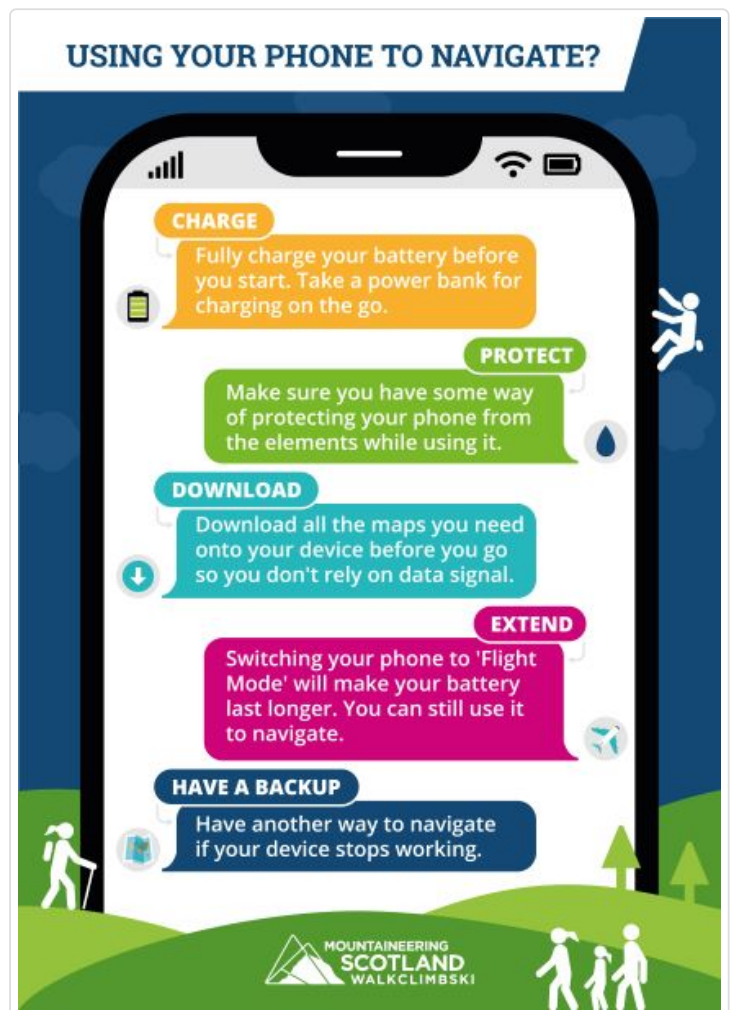 USING YOUR PHONE TO NAVIGATE?
CHARGE
Fully charge your battery before
you start. Take a power bank for
charging on the go.
PROTECT
Make sure you have some way
of protecting your phone from
the elements while using it.
DOWNLOAD
Download all the maps you need
onto your device before you go
so you don't rely on data signal.
EXTEND
Switching your phone to 'Flight
Mode' will make your battery
last longer. You can still use it
to navigate.
HAVE A BACKUP
Have another way to navigate
if your device stops working.
MOUNTAINEERING
SCOTLAND
WALKCLIMBSKI